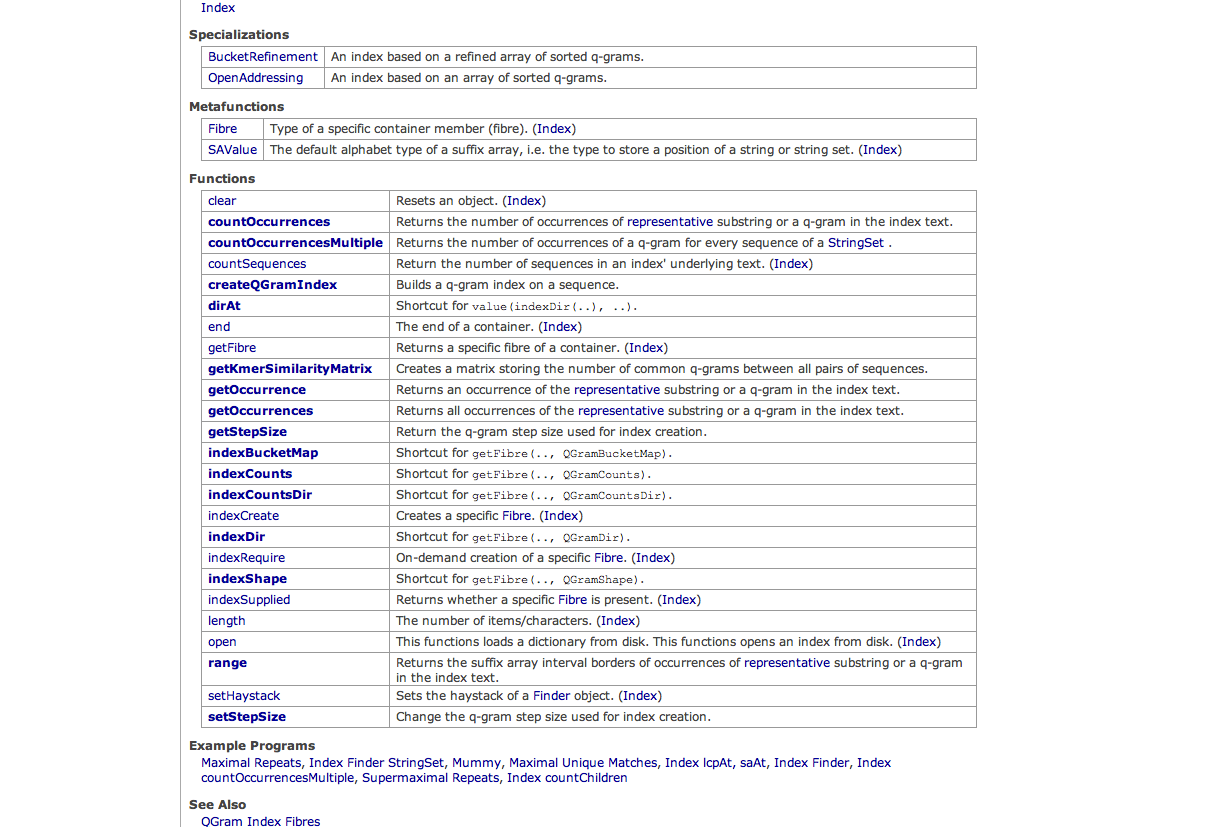 Index
Specializations
BucketRefinement An index based on a refined array of sorted q-grams.
OpenAddressing An index based on an array of sorted q-grams.
Metafunctions
Fibre Type of a specific container member (fibre). (Index)
SAValue The default alphabet type of a suffix array, i.e. the type to store a position of a string or string set. (Index)
Functions
clear Resets an object. (Index)
countOccurrences Returns the number of occurrences of representative substring or a q-gram in the index text.
countOccurrencesMultiple Returns the number of occurrences of a q-gram for every sequence of a StringSet .
countSequences Return the number of sequences in an index' underlying text. (Index)
createQGramIndex Builds a q-gram index on a sequence.
dirAt Shortcut for value(indexDir(..), ..).
end The end of a container. (Index)
getFibre Returns a specific fibre of a container. (Index)
getKmerSimilarityMatrix Creates a matrix storing the number of common q-grams between all pairs of sequences.
getOccurrence Returns an occurrence of the representative substring or a q-gram in the index text.
getOccurrences Returns all occurrences of the representative substring or a q-gram in the index text.
getStepSize Return the q-gram step size used for index creation.
indexBucketMap Shortcut for getFibre(.., QGramBucketMap).
indexCounts Shortcut for getFibre(.., QGramCounts).
indexCountsDir Shortcut for getFibre(.., QGramCountsDir).
indexCreate Creates a specific Fibre. (Index)
indexDir Shortcut for getFibre(.., QGramDir).
indexRequire On-demand creation of a specific Fibre. (Index)
indexShape Shortcut for getFibre(.., QGramShape).
indexSupplied Returns whether a specific Fibre is present. (Index)
length The number of items/characters. (Index)
open This functions loads a dictionary from disk. This functions opens an index from disk. (Index)
range Returns the suffix array interval borders of occurrences of representative substring or a q-gram
in the index text.
setHaystack Sets the haystack of a Finder object. (Index)
setStepSize Change the q-gram step size used for index creation.
Example Programs
Maximal Repeats, Index Finder StringSet, Mummy, Maximal Unique Matches, Index lcpAt, saAt, Index Finder, Index
countOccurrencesMultiple, Supermaximal Repeats, Index countChildren
See Also
QGram Index Fibres